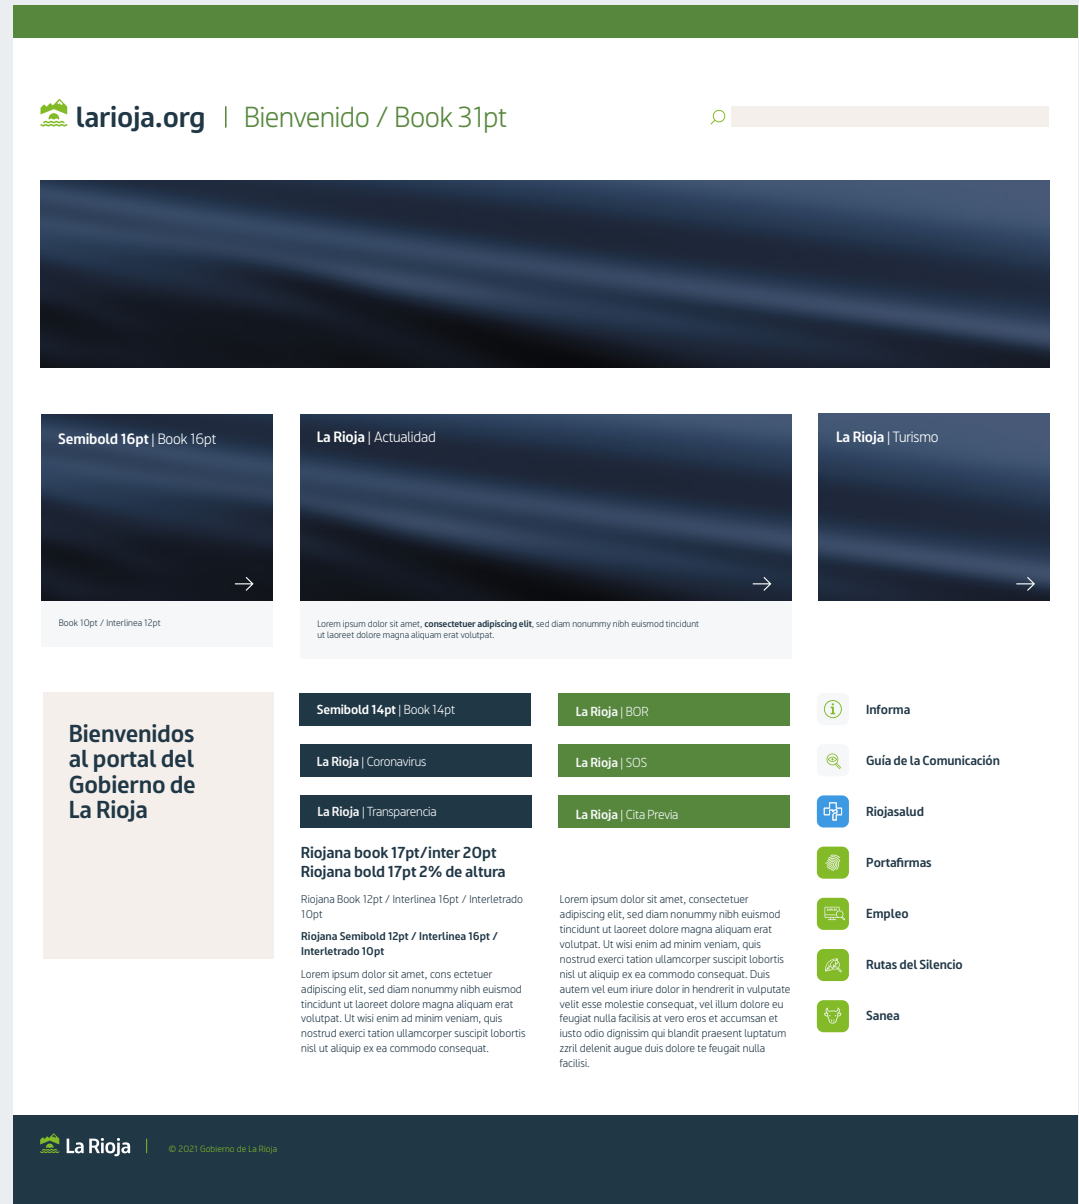 larioja.org | Bienvenido / Book 31pt
Semibold 16pt | Book 16pt
Book 10pt / Interlinea 12pt
La Rioja | Actualidad
Lorem ipsum dolor sit amet, consectetuer adipiscing elit, sed diam nonummy nibh euismod tincidunt
ut laoreet dolore magna aliquam erat volutpat.
La Rioja | Turismo
Bienvenidos
al portal del
Gobierno de
La Rioja
Semibold 14pt | Book 14pt
La Rioja | Coronavirus
La Rioja | Transparencia
La Rioja | BOR
La Rioja | SOS
La Rioja | Cita Previa
Riojana book 17pt/inter 20pt
Riojana bold 17pt 2% de altura
Riojana Book 12pt / Interlinea 16pt / Interletrado
10pt
Riojana Semibold 12pt / Interlinea 16pt /
Interletrado 10pt
Lorem ipsum dolor sit amet, cons ectetuer
adipiscing elit, sed diam nonummy nibh euismod
tincidunt ut laoreet dolore magna aliquam erat
volutpat. Ut wisi enim ad minim veniam, quis
nostrud exerci tation ullamcorper suscipit lobortis
nisl ut aliquip ex ea commodo consequat.
Lorem ipsum dolor sit amet, consectetuer
adipiscing elit, sed diam nonummy nibh euismod
tincidunt ut laoreet dolore magna aliquam erat
volutpat. Ut wisi enim ad minim veniam, quis
nostrud exerci tation ullamcorper suscipit lobortis
nisl ut aliquip ex ea commodo consequat. Duis
autem vel eum iriure dolor in hendrerit in vulputate
velit esse molestie consequat, vel illum dolore eu
feugiat nulla facilisis at vero eros et accumsan et
iusto odio dignissim qui blandit praesent luptatum
zzril delenit augue duis dolore te feugait nulla
facilisi.
Informa
Guía de la Comunicación
Riojasalud
Portafirmas
Empleo
Rutas del Silencio
Sanea
La Rioja | © 2021 Gobierno de La Rioja